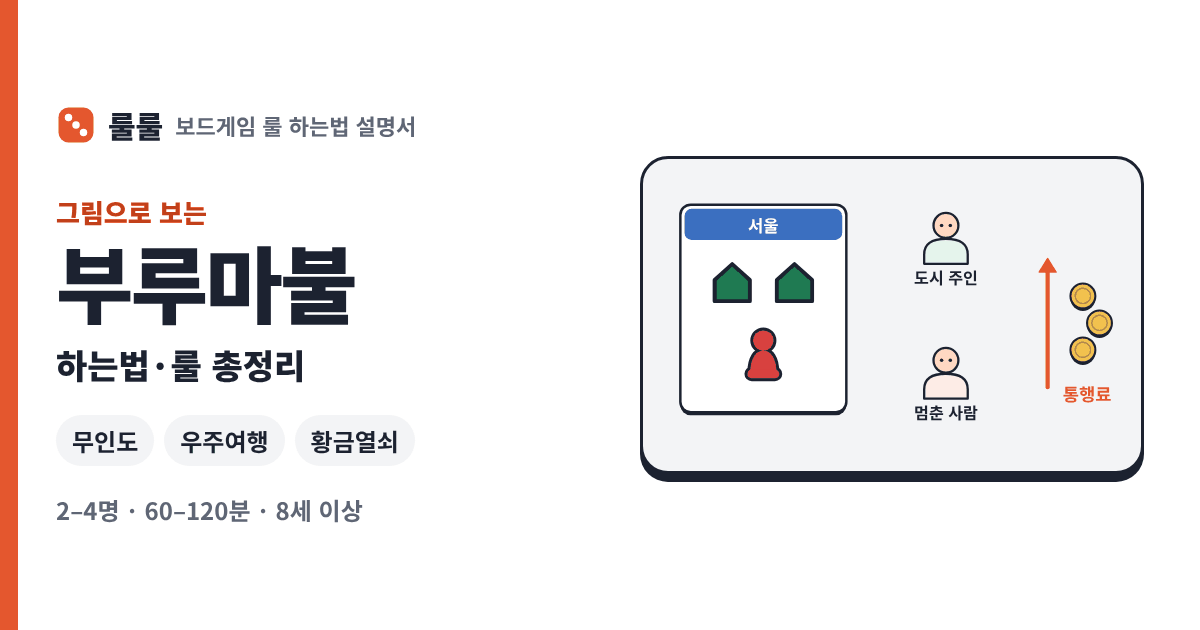 룰룰 보드게임 룰 하는법 설명서
그림으로 보는
부루마불
하는법·룰 총정리
무인도 우주여행 황금열쇠
2–4명 · 60–120분 · 8세 이상
서울
도시 주인
멈춘 사람
통행료